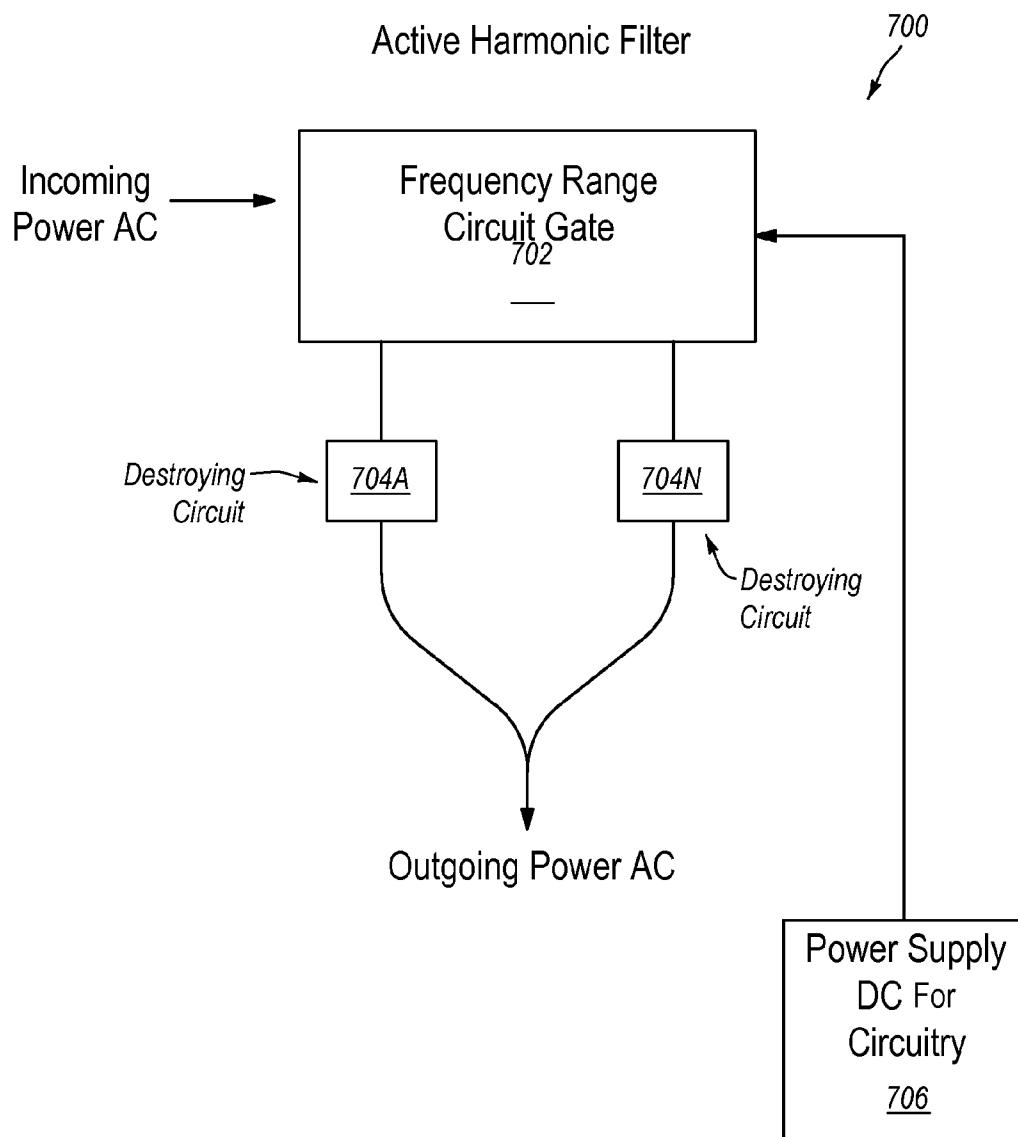 Active Harmonic Filter
700
Incoming
Power AC
Frequency Range
Circuit Gate
702
Destroying
Circuit
704A
704N
Destroying
Circuit
Outgoing Power AC
Power Supply
DC For
Circuitry
706